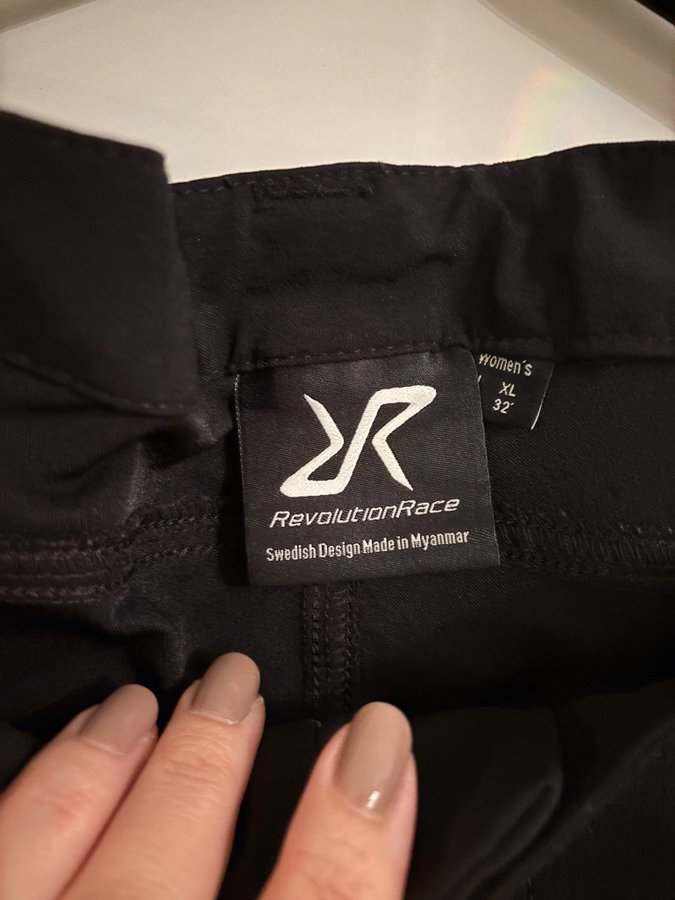 RevolutionRace
Swedish Design Made in Myanmar
Women´s
XL
32´